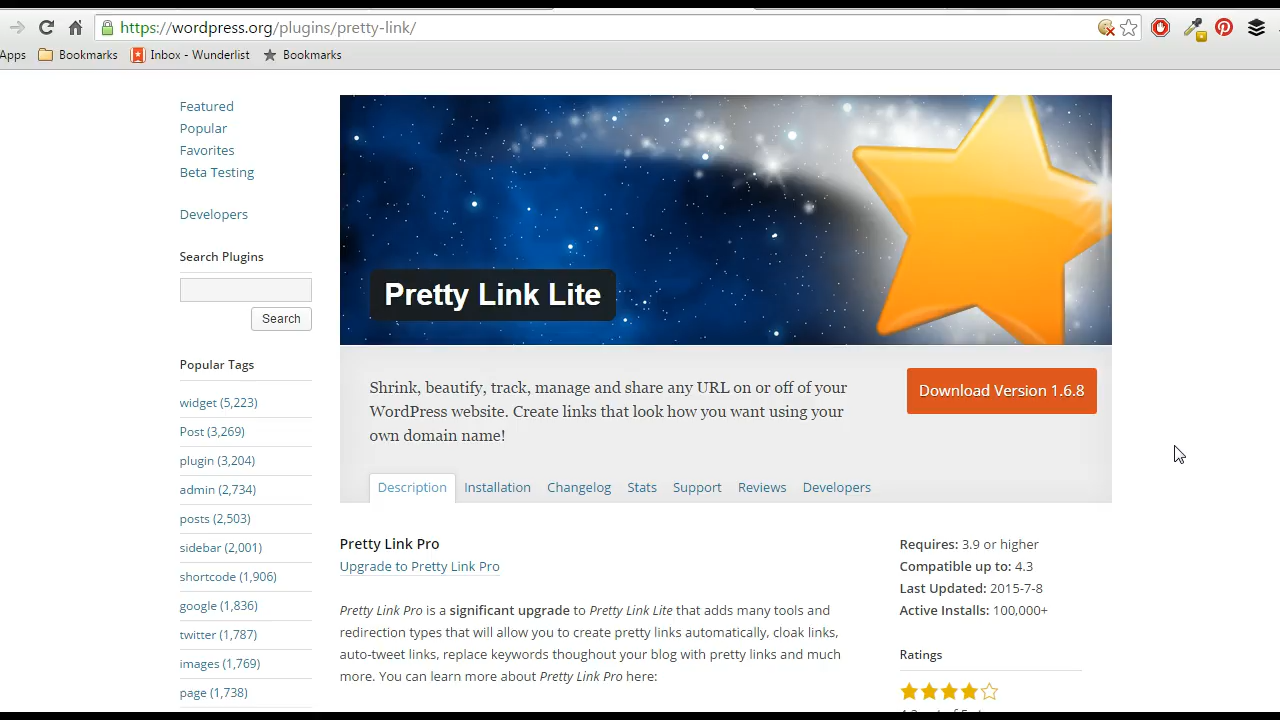 https://wordpress.org/plugins/pretty-link/
Apps Bookmarks Inbox - Wunderlist Bookmarks
Featured
Popular
Favorites
Beta Testing
Developers
Search Plugins
Search
Popular Tags
widget (5,223)
Post (3,269)
plugin (3,204)
admin (2,734)
posts (2,503)
sidebar (2,001)
shortcode (1,906)
google (1,836)
twitter (1,787)
images (1,769)
page (1,738)
Pretty Link Lite
Shrink, beautify, track, manage and share any URL on or off of your
WordPress website. Create links that look how you want using your
own domain name!
Download Version 1.6.8
Description Installation Changelog Stats Support Reviews Developers
Pretty Link Pro
Upgrade to Pretty Link Pro
Pretty Link Pro is a significant upgrade to Pretty Link Lite that adds many tools and
redirection types that will allow you to create pretty links automatically, cloak links,
auto-tweet links, replace keywords thoughout your blog with pretty links and much
more. You can learn more about Pretty Link Pro here:
Requires: 3.9 or higher
Compatible up to: 4.3
Last Updated: 2015-7-8
Active Installs: 100,000+
Ratings